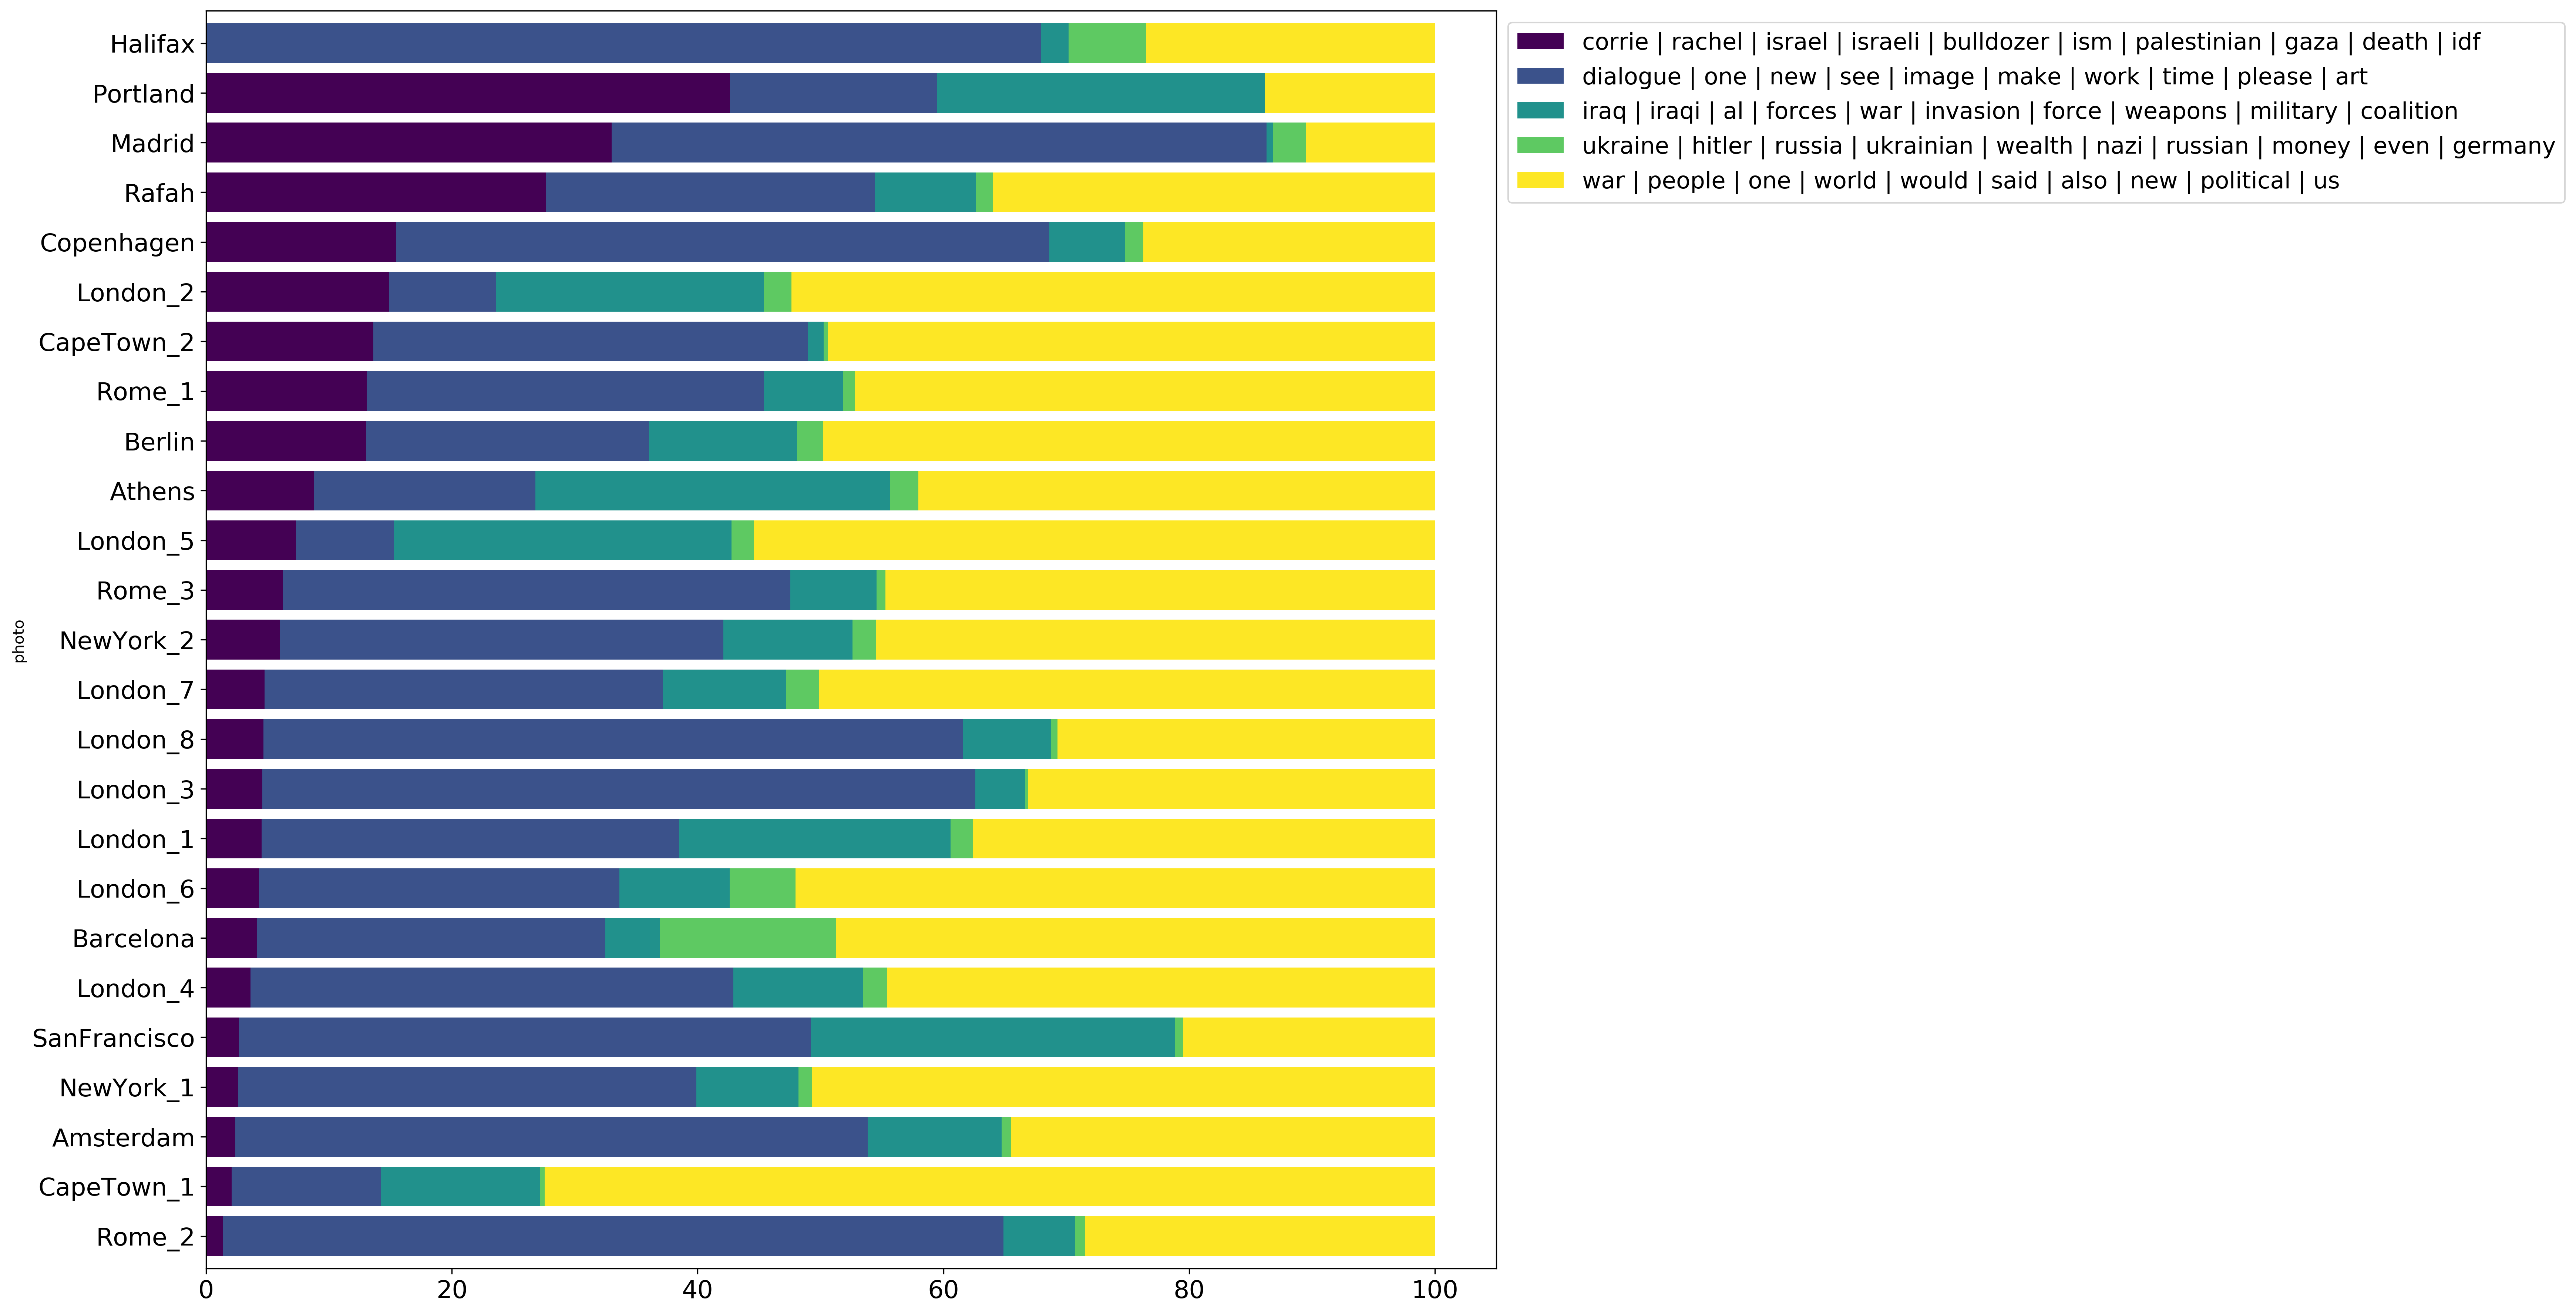 Halifax
Portland
Madrid
Rafah
Copenhagen
London_2
CapeTown_2
Rome_1
Berlin
Athens
London_5
Rome_3
NewYork_2
London_7
London_8
London_3
London_1
London_6
Barcelona
London_4
SanFrancisco
NewYork_1
Amsterdam
CapeTown_1
Rome_2
photo
0 20 40 60 80 100
corrie | rachel | israel | israeli | bulldozer | ism | palestinian | gaza | death | idf
dialogue | one | new | see | image | make | work | time | please | art
iraq | iraqi | al | forces | war | invasion | force | weapons | military | coalition
ukraine | hitler | russia | ukrainian | wealth | nazi | russian | money | even | germany
war | people | one | world | would | said | also | new | political | us